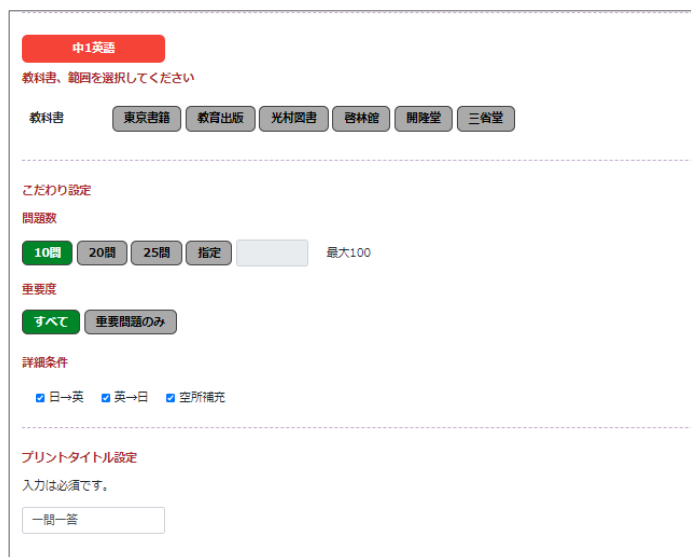 中1英語
教科書、範囲を選択してください
教科書 東京書籍 教育出版 光村図書 啓林館 開隆堂 三省堂
こだわり設定
問題数
10問 20問 25問 指定 最大100
重要度
すべて 重要問題のみ
詳細条件
日→英 英→日 空所補充
プリントタイトル設定
入力は必須です。
一問一答